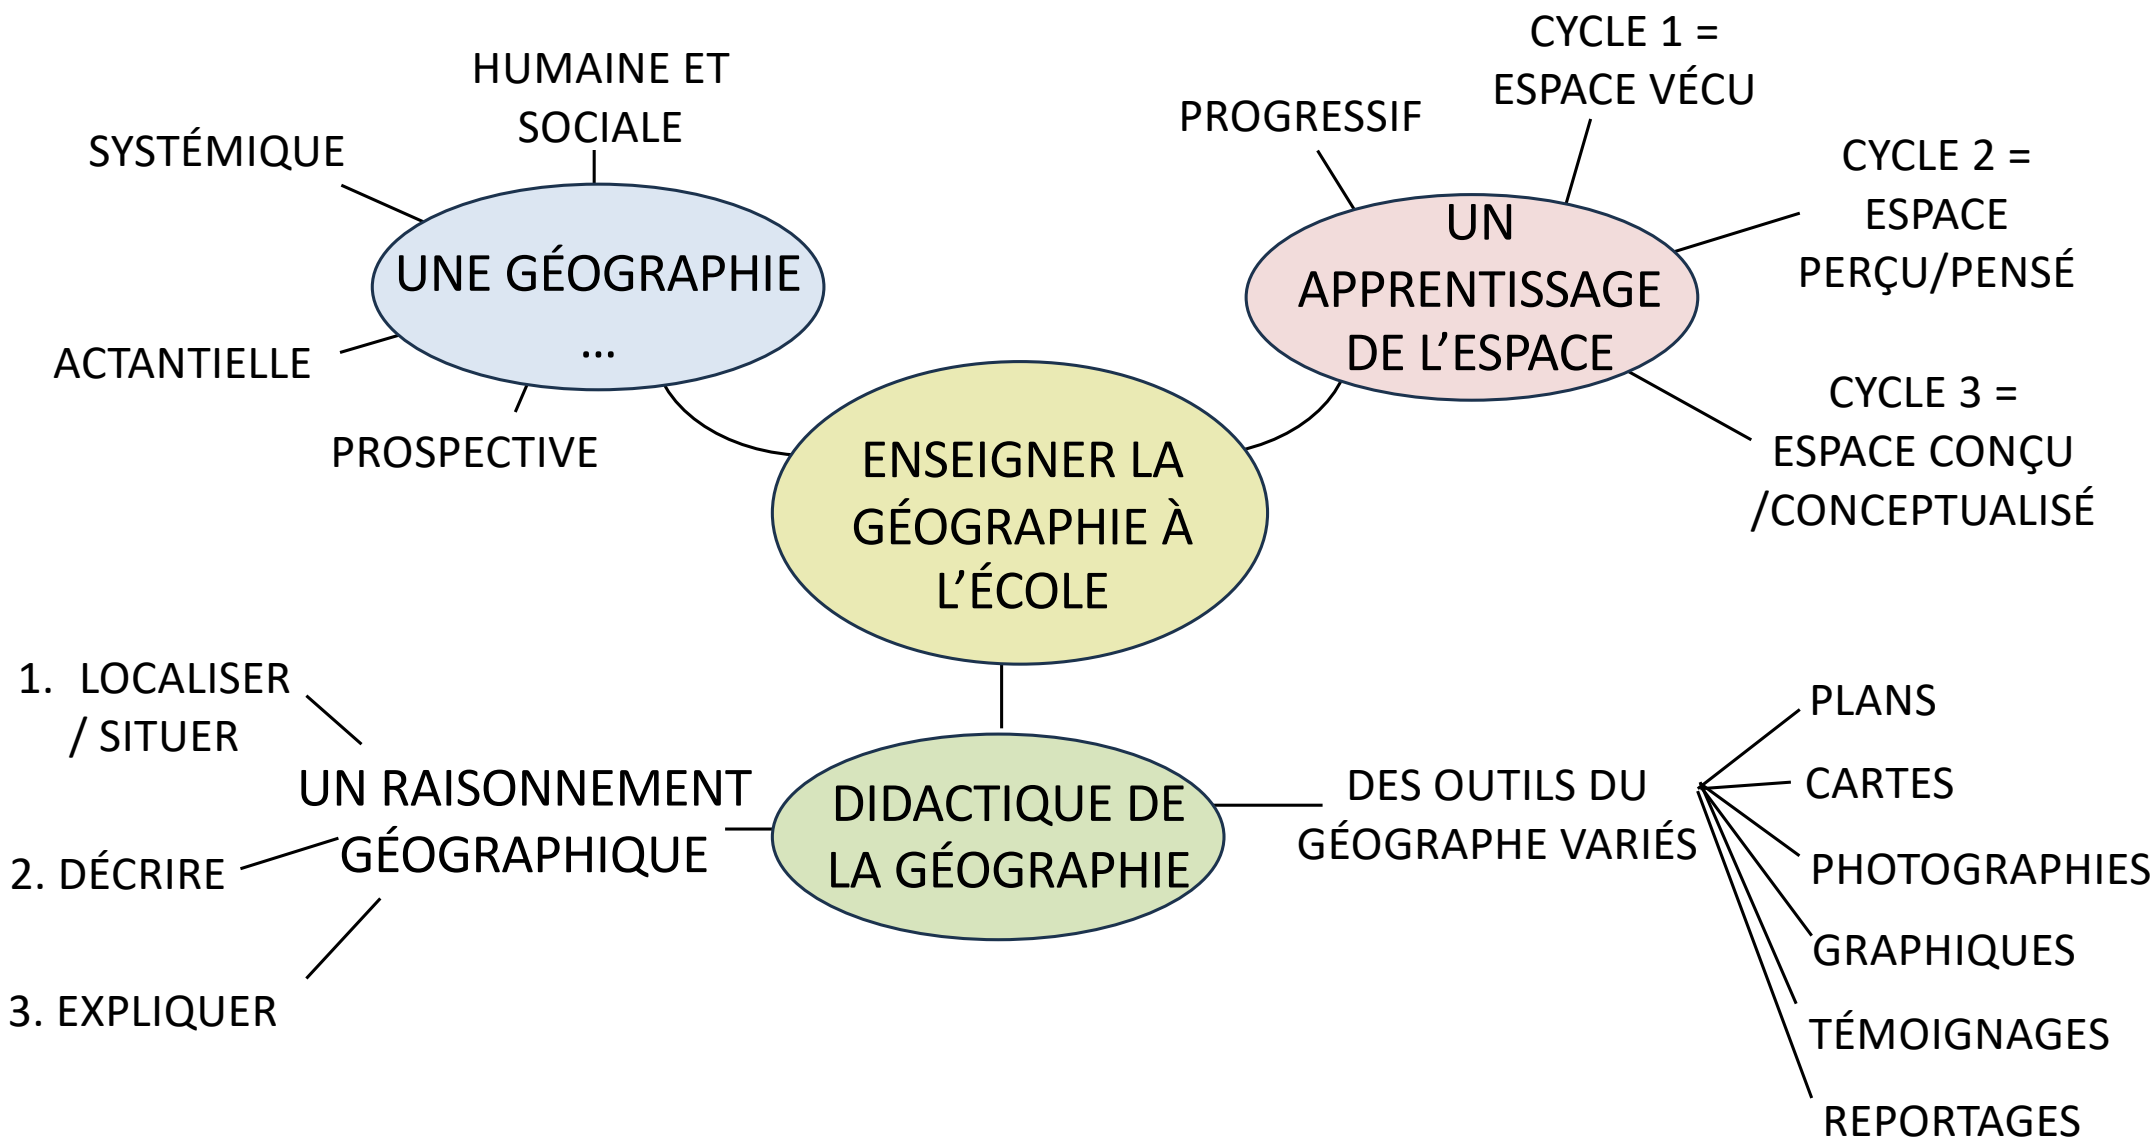 HUMAINE ET
SOCIALE
SYSTÉMIQUE
UNE GÉOGRAPHIE
...
ACTANTIELLE
PROSPECTIVE
PROGRESSIF
CYCLE 1 =
ESPACE VÉCU
CYCLE 2 =
ESPACE
PERÇU/PENSÉ
UN
APPRENTISSAGE
DE L’ESPACE
CYCLE 3 =
ESPACE CONÇU
/CONCEPTUALISÉ
ENSEIGNER LA
GÉOGRAPHIE À
L’ÉCOLE
1. LOCALISER
/ SITUER
UN RAISONNEMENT
GÉOGRAPHIQUE
2. DÉCRIRE
3. EXPLIQUER
DIDACTIQUE DE
LA GÉOGRAPHIE
DES OUTILS DU
GÉOGRAPHE VARIÉS
PLANS
CARTES
PHOTOGRAPHIES
GRAPHIQUES
TÉMOIGNAGES
REPORTAGES